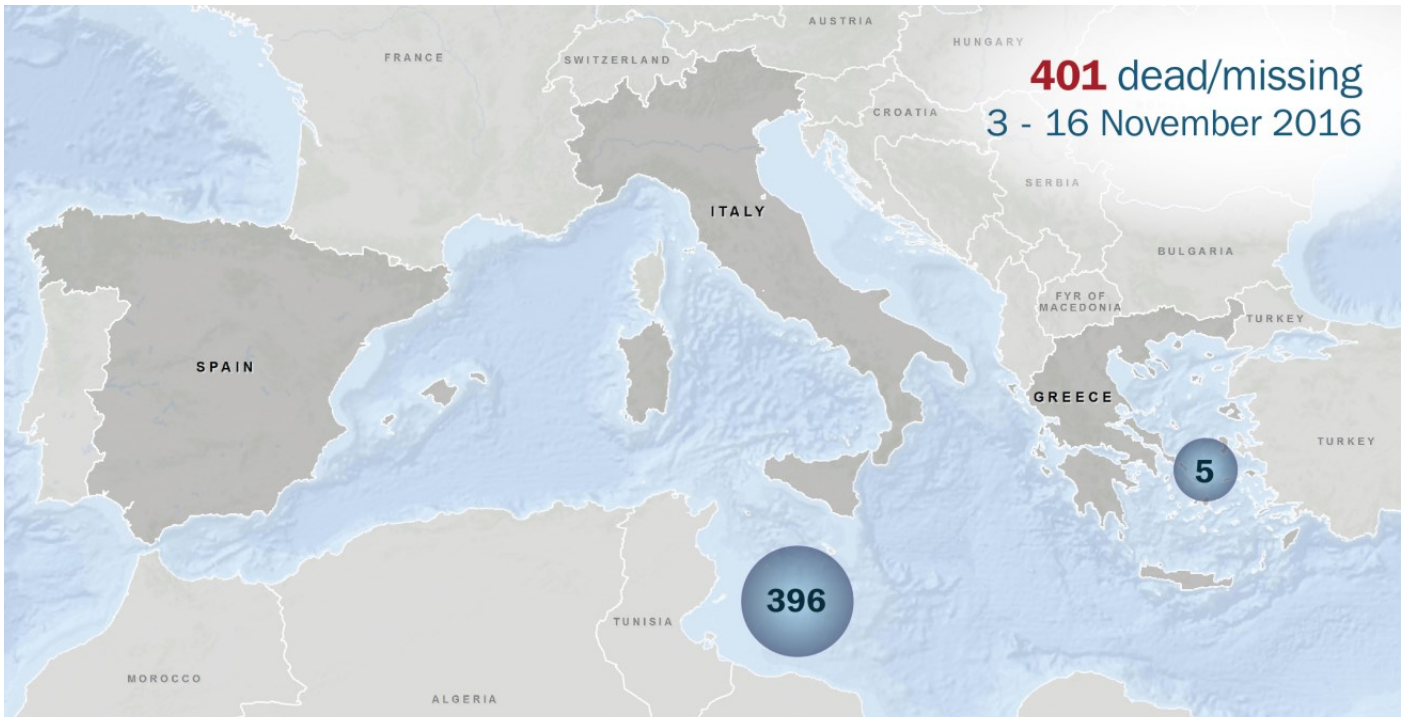 AUSTRIA
FRANCE
HUNGARY
SWITZERLAND
401 dead/missing
CROATIA
3 - 16 November 2016
SERBIA
ITALY
BULGARIA
FYR OF
MACEDONIA
TURKEY
SPAIN
GREECE
TURKEY
5
396
TUNISIA
MOROCCO
ALGERIA